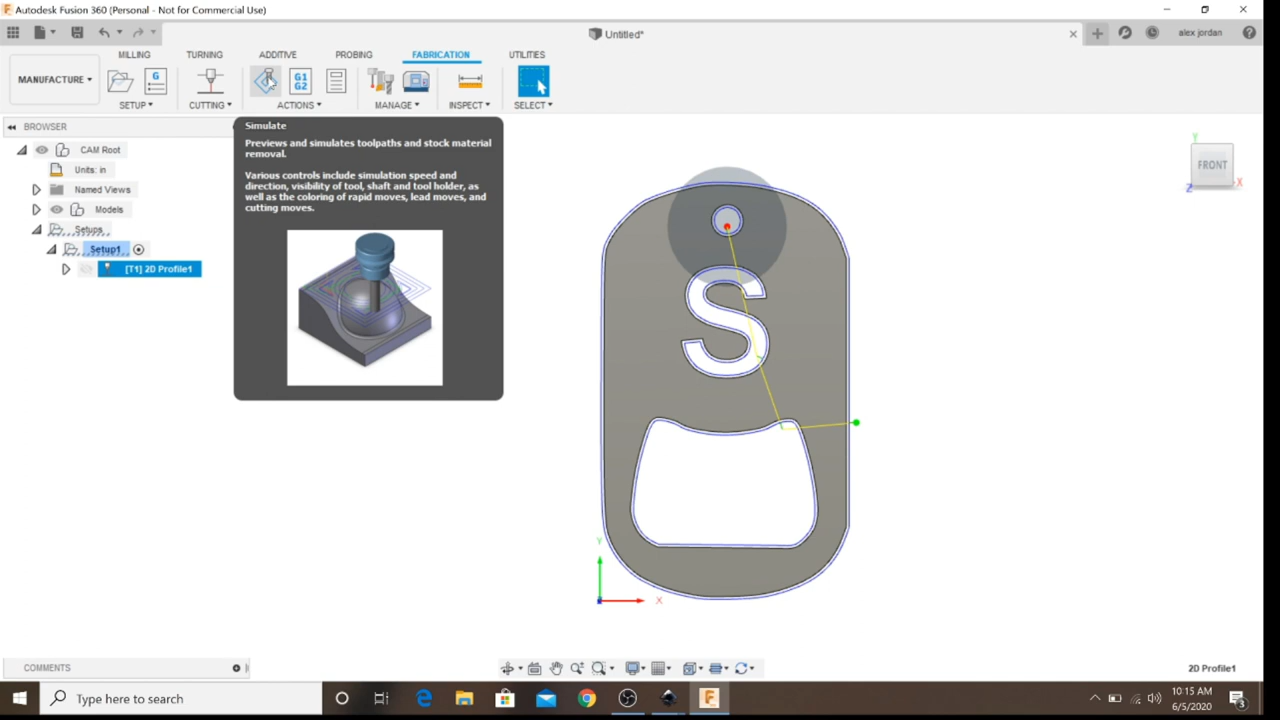 Autodesk Fusion 360 (Personal - Not for Commercial Use)
Untitled*
alex jordan
MILLING TURNING ADDITIVE PROBING FABRICATION UTILITIES
MANUFACTURE
G
G1
G2
SETUP CUTTING ACTIONS MANAGE INSPECT SELECT
BROWSER
CAM Root
Units: in
Named Views
Models
Setups
Setup1
[T1] 2D Profile1
Simulate
Previews and simulates toolpaths and stock material
removal.
Various controls include simulation speed and
direction, visibility of tool, shaft and tool holder, as
well as the coloring of rapid moves, lead moves, and
cutting moves.
Y
FRONT
Z
X
S
Y
X
COMMENTS
2D Profile1
Type here to search
10:15 AM
6/5/2020
3